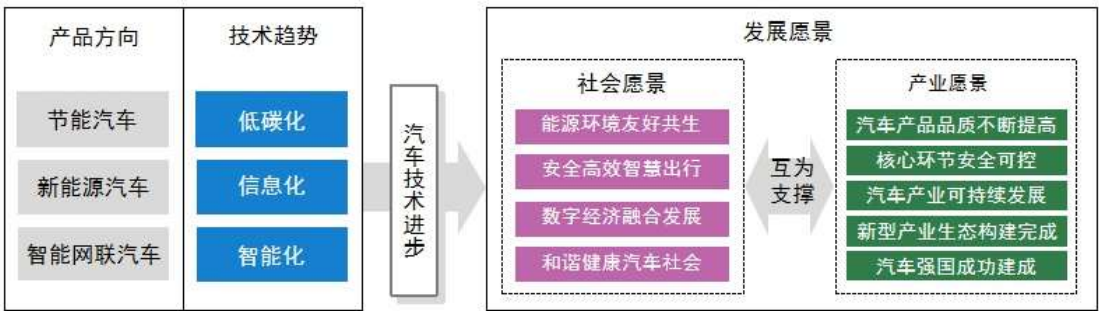 产品方向
技术趋势
节能汽车
低碳化
新能源汽车
信息化
智能网联汽车
智能化
汽车技术进步
发展愿景
社会愿景
能源环境友好共生
安全高效智慧出行
数字经济融合发展
和谐健康汽车社会
互为
支撑
产业愿景
汽车产品品质不断提高
核心环节安全可控
汽车产业可持续发展
新型产业生态构建完成
汽车强国成功建成